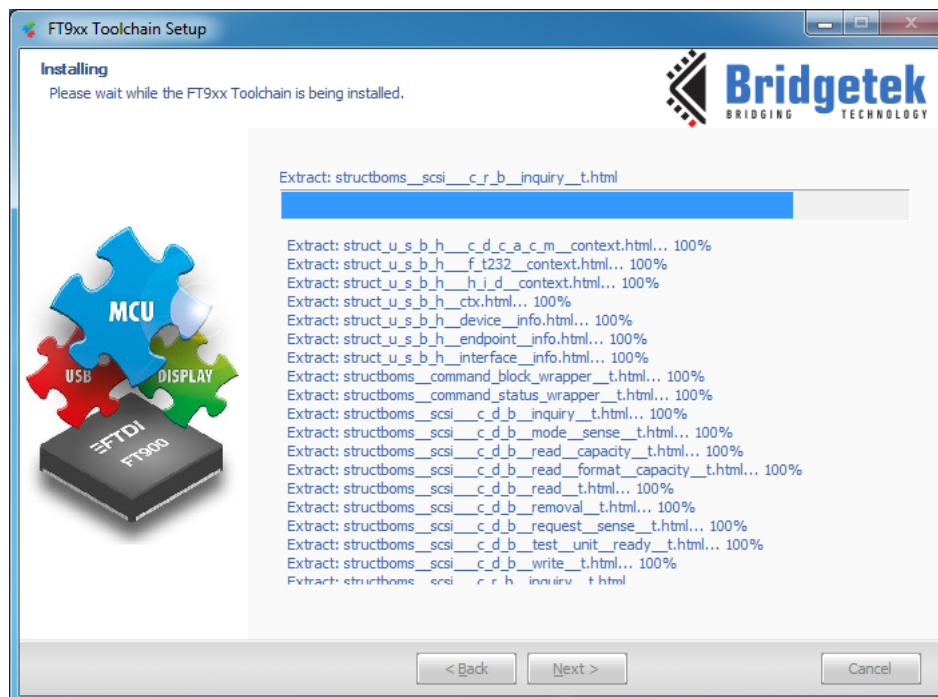 FT9xx Toolchain Setup
Installing
Please wait while the FT9xx Toolchain is being installed.
Bridgetek
BRIDGING TECHNOLOGY
Extract: structboms__scsi___c_r_b__inquiry__t.html
Extract: struct_u_s_b_h___c_d_c_a_c_m__context.html... 100%
Extract: struct_u_s_b_h___f_t232__context.html... 100%
Extract: struct_u_s_b_h___h_i_d__context.html... 100%
Extract: struct_u_s_b_h__ctx.html... 100%
Extract: struct_u_s_b_h__device__info.html... 100%
Extract: struct_u_s_b_h__endpoint__info.html... 100%
Extract: struct_u_s_b_h__interface__info.html... 100%
Extract: structboms__command_block_wrapper__t.html... 100%
Extract: structboms__command_status_wrapper__t.html... 100%
Extract: structboms__scsi___c_d_b__inquiry__t.html... 100%
Extract: structboms__scsi___c_d_b__mode__sense__t.html... 100%
Extract: structboms__scsi___c_d_b__read__capacity__t.html... 100%
Extract: structboms__scsi___c_d_b__read__format__capacity__t.html... 100%
Extract: structboms__scsi___c_d_b__read__t.html... 100%
Extract: structboms__scsi___c_d_b__removal__t.html... 100%
Extract: structboms__scsi___c_d_b__request__sense__t.html... 100%
Extract: structboms__scsi___c_d_b__test__unit__ready__t.html... 100%
Extract: structboms__scsi___c_d_b__write__t.html... 100%
Extract: structboms__scsi___c_r_b__inquiry__t.html
MCU
USB
DISPLAY
FTDI
FT900
< Back
Next >
Cancel